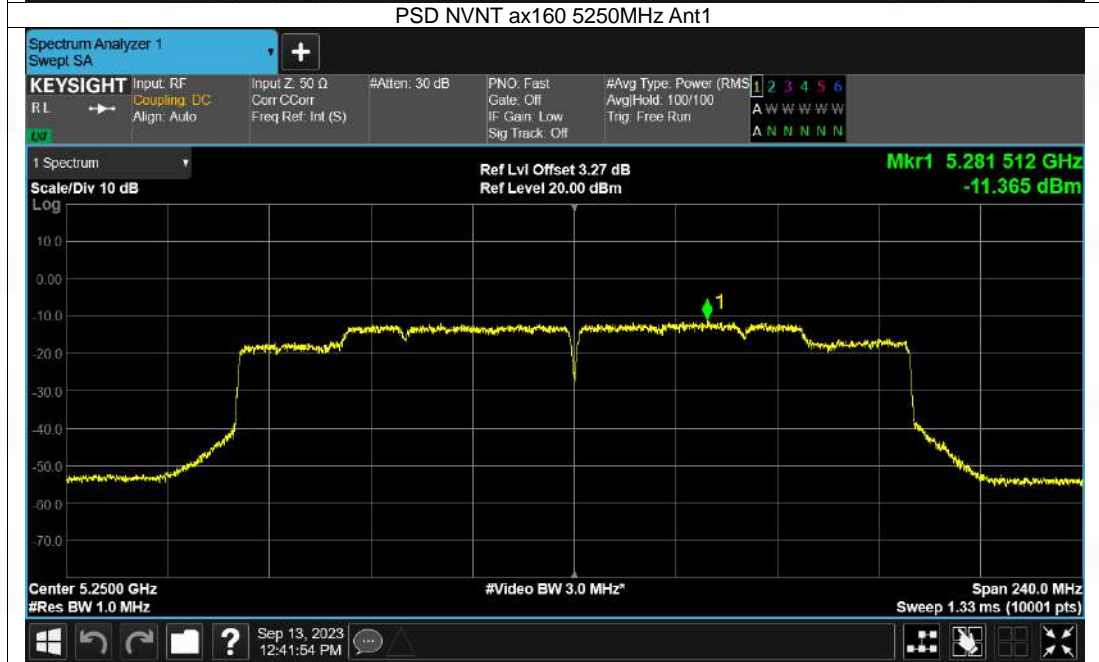 PSD NVNT ax160 5250MHz Ant1
Spectrum Analyzer 1
Swept SA
+
KEYSIGHT Input: RF Input Z: 50 Ω #Atten: 30 dB PNO: Fast #Avg Type: Power (RMS 1 2 3 4 5 6
RL Coupling: DC Corr CCorr Gate: Off Avg|Hold: 100/100 A W W W W W
Align: Auto Freq Ref: Int (S) IF Gain: Low Trig: Free Run
LXI Sig Track: Off A N N N N N
1 Spectrum Ref Lvl Offset 3.27 dB Mkr1 5.281 512 GHz
Scale/Div 10 dB Ref Level 20.00 dBm -11.365 dBm
Log
10.0
0.00
-10.0
1
-20.0
-30.0
-40.0
-50.0
-60.0
-70.0
Center 5.2500 GHz #Video BW 3.0 MHz* Span 240.0 MHz
#Res BW 1.0 MHz Sweep 1.33 ms (10001 pts)
? Sep 13, 2023
12:41:54 PM